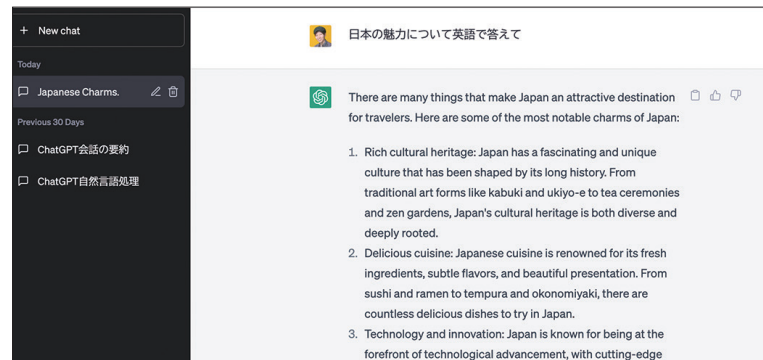 New chat
Today
Japanese Charms.
Previous 30 Days
ChatGPT会話の要約
ChatGPT自然言語処理
日本の魅力について英語で答えて
There are many things that make Japan an attractive destination
for travelers. Here are some of the most notable charms of Japan:
1. Rich cultural heritage: Japan has a fascinating and unique
culture that has been shaped by its long history. From
traditional art forms like kabuki and ukiyo-e to tea ceremonies
and zen gardens, Japan's cultural heritage is both diverse and
deeply rooted.
2. Delicious cuisine: Japanese cuisine is renowned for its fresh
ingredients, subtle flavors, and beautiful presentation. From
sushi and ramen to tempura and okonomiyaki, there are
countless delicious dishes to try in Japan.
3. Technology and innovation: Japan is known for being at the
forefront of technological advancement, with cutting-edge